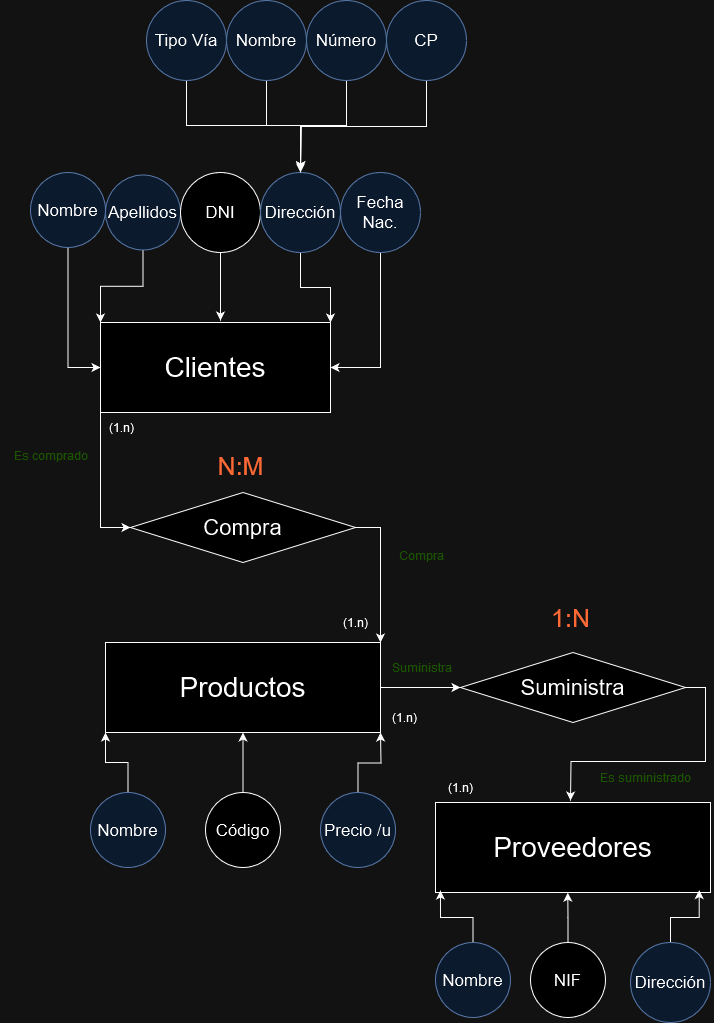 Tipo Vía
Nombre
Número
CP
Nombre
Apellidos
DNI
Dirección
Fecha
Nac.
Clientes
(1.n)
Es comprado
N:M
Compra
Compra
(1.n)
1:N
Productos
Suministra
Suministra
(1.n)
Es suministrado
(1.n)
Nombre
Código
Precio /u
Proveedores
Nombre
NIF
Dirección